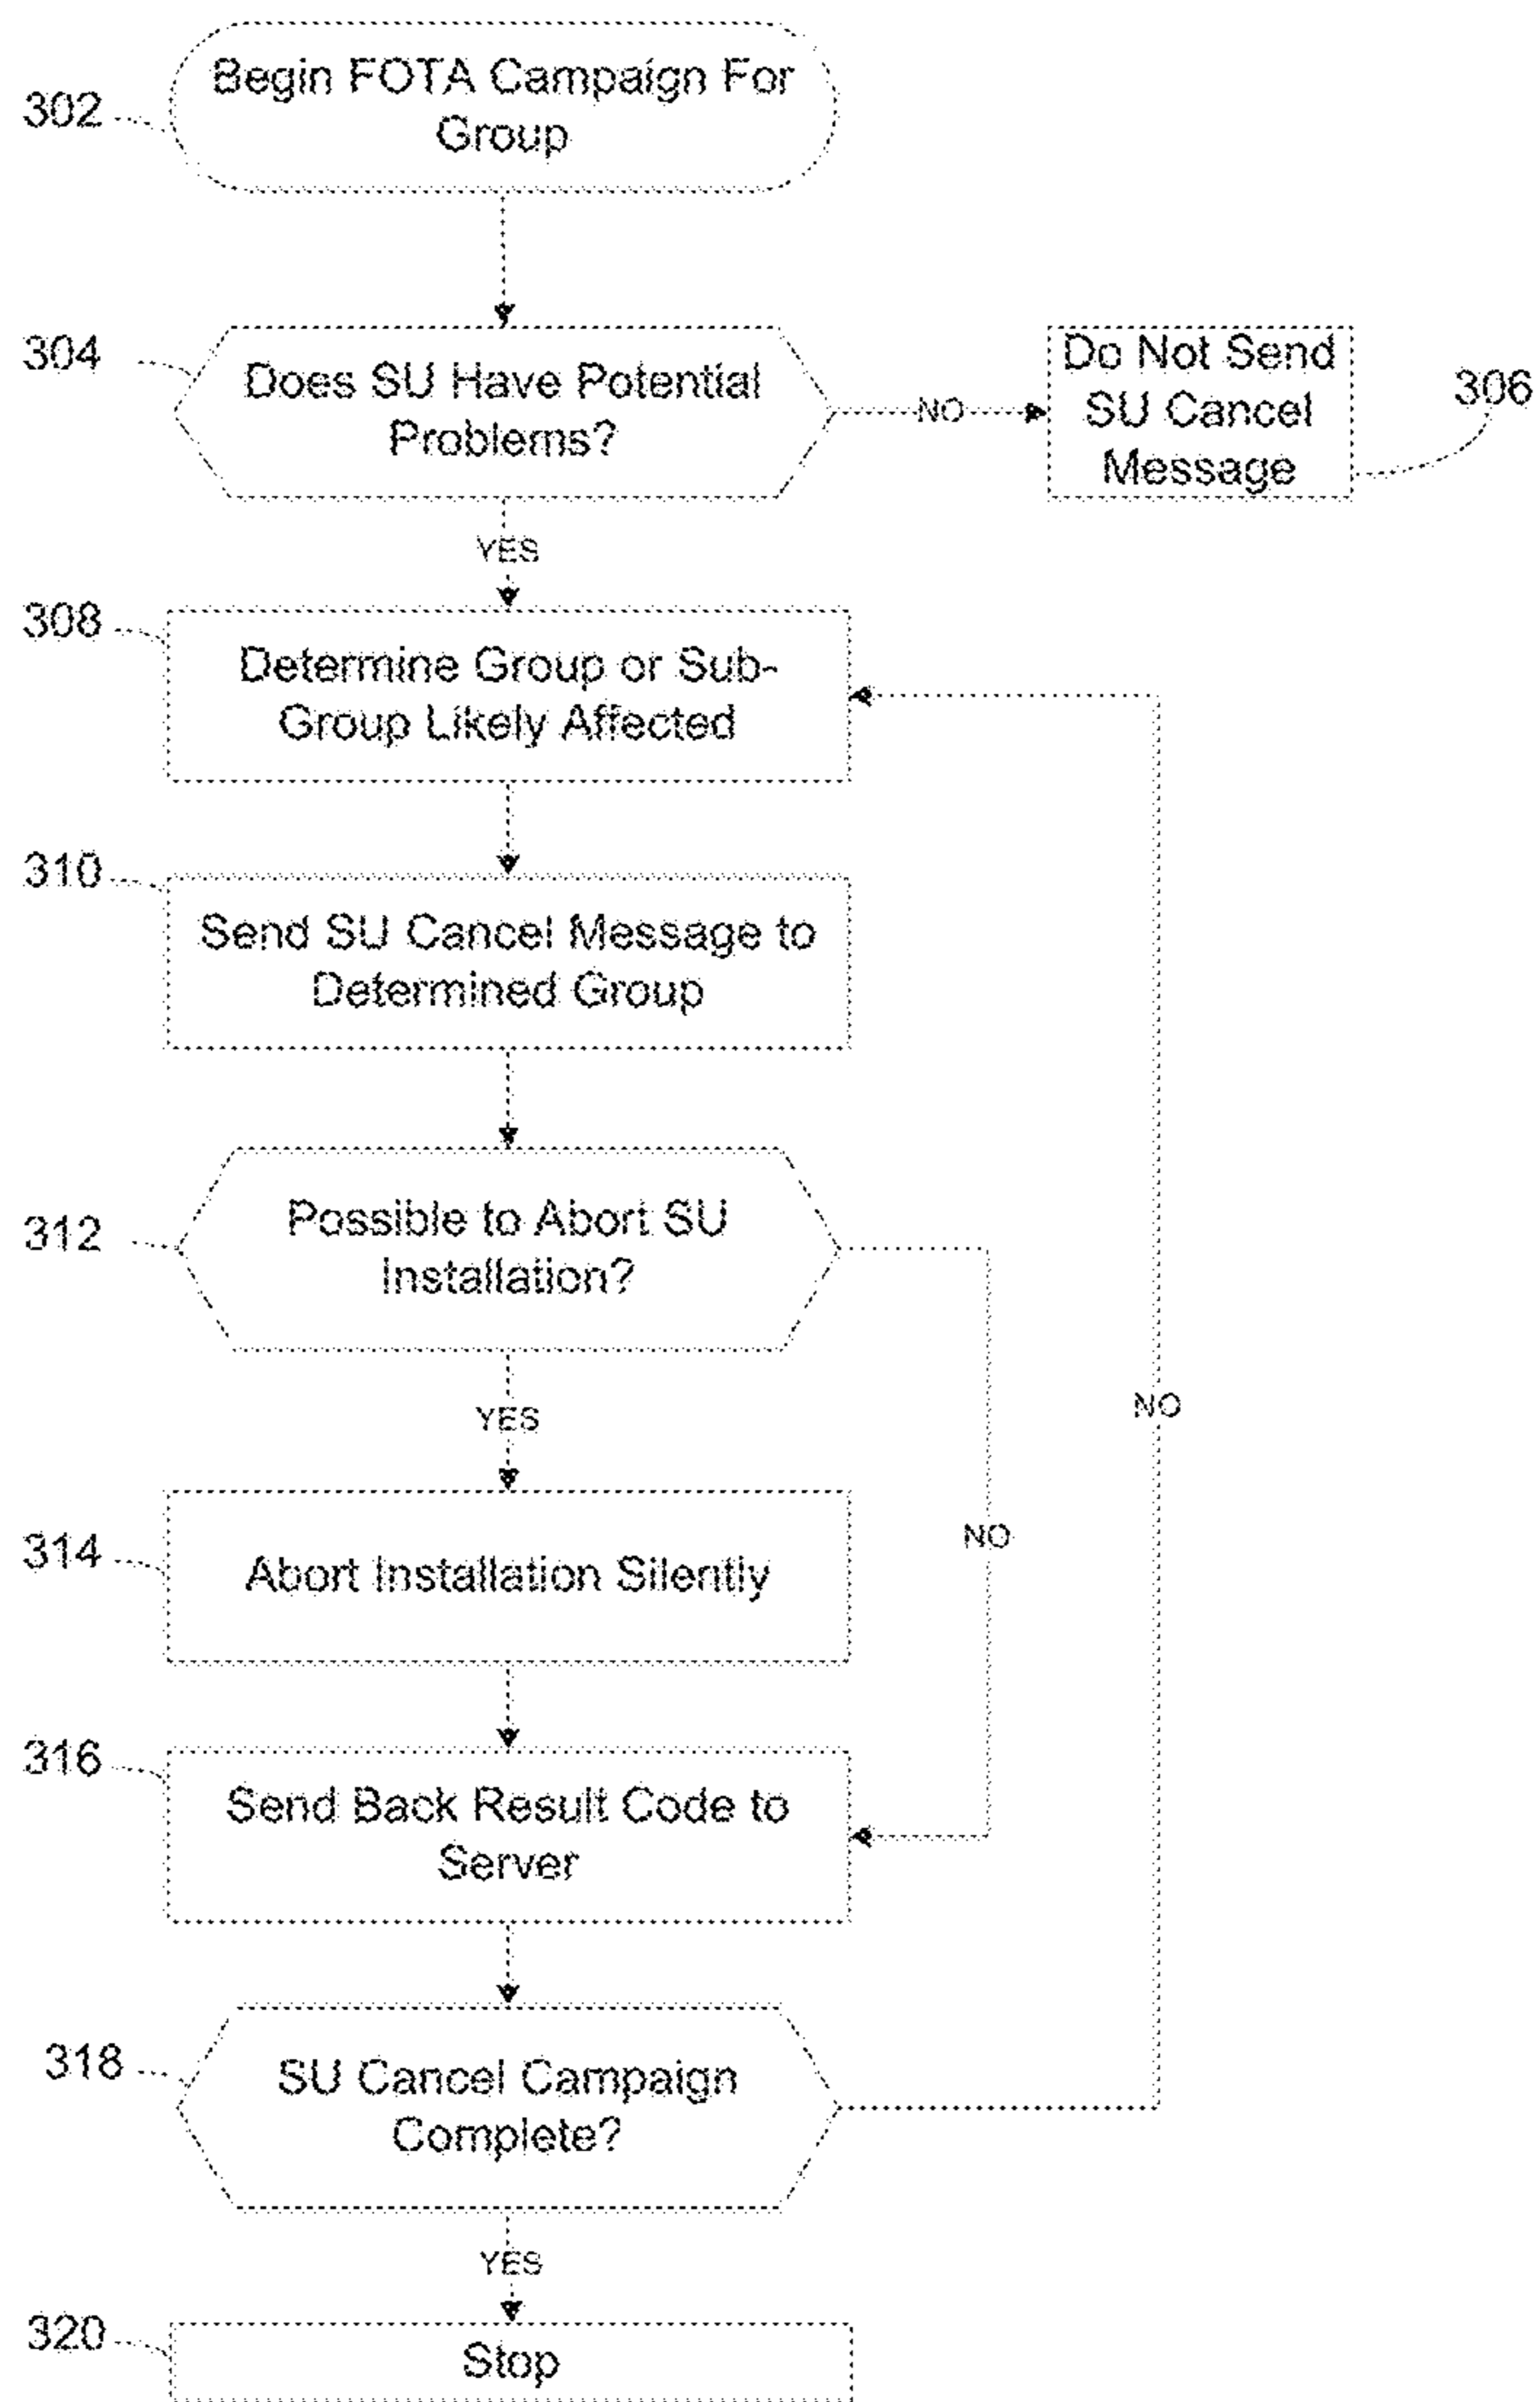 Begin FOTA Campaign For
Group
302
304
Does SU Have Potential
Problems?
NO
Do Not Send
SU Cancel
Message
306
YES
308
Determine Group or Sub-
Group Likely Affected
310
Send SU Cancel Message to
Determined Group
312
Possible to Abort SU
Installation?
NO
YES
NO
314
Abort Installation Silently
316
Send Back Result Code to
Server
318
SU Cancel Campaign
Complete?
YES
320
Stop